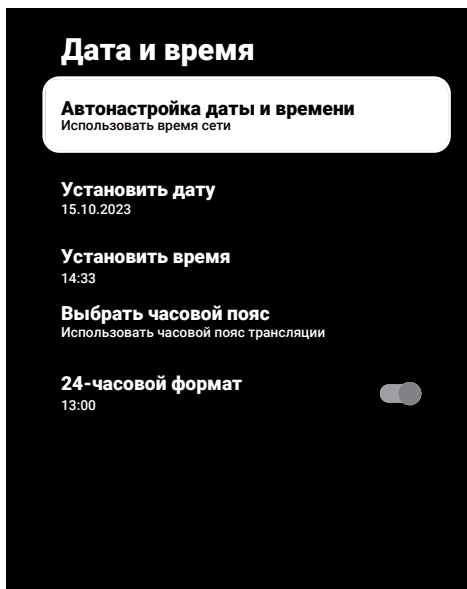 Дата и время
Автонастройка даты и времени
Использовать время сети
Установить дату
15.10.2023
Установить время
14:33
Выбрать часовой пояс
Использовать часовой пояс трансляции
24-часовой формат
13:00